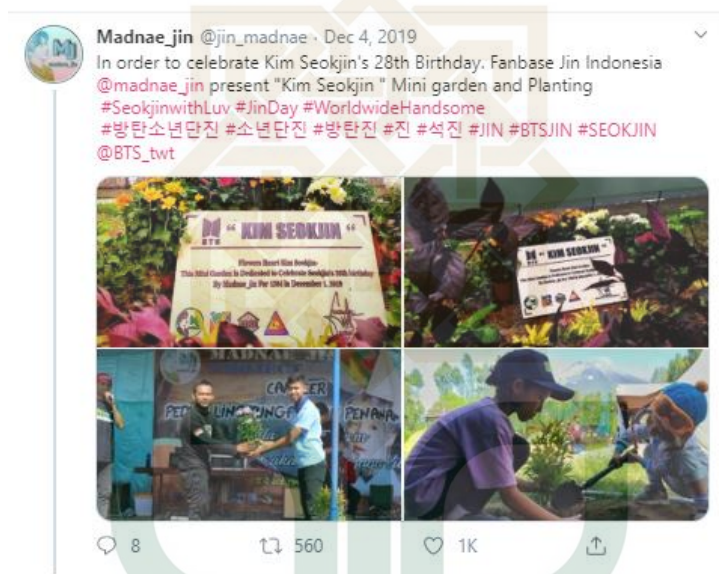 Madnae_jin @jin_madnae · Dec 4, 2019
In order to celebrate Kim Seokjin's 28th Birthday. Fanbase Jin Indonesia
@madnae_jin present "Kim Seokjin " Mini garden and Planting
#SeokjinwithLuv #JinDay #WorldwideHandsome
#방탄소년단진 #소년단진 #방탄진 #진 #석진 #JIN #BTSJIN #SEOKJIN
@BTS_twt
BTS
" KIM SEOKJIN "
This Mini Garden is Dedicated to Celebrate Seokjin's 28th birthday
" KIM SEOKJIN "
MADNAE
8 560 1K